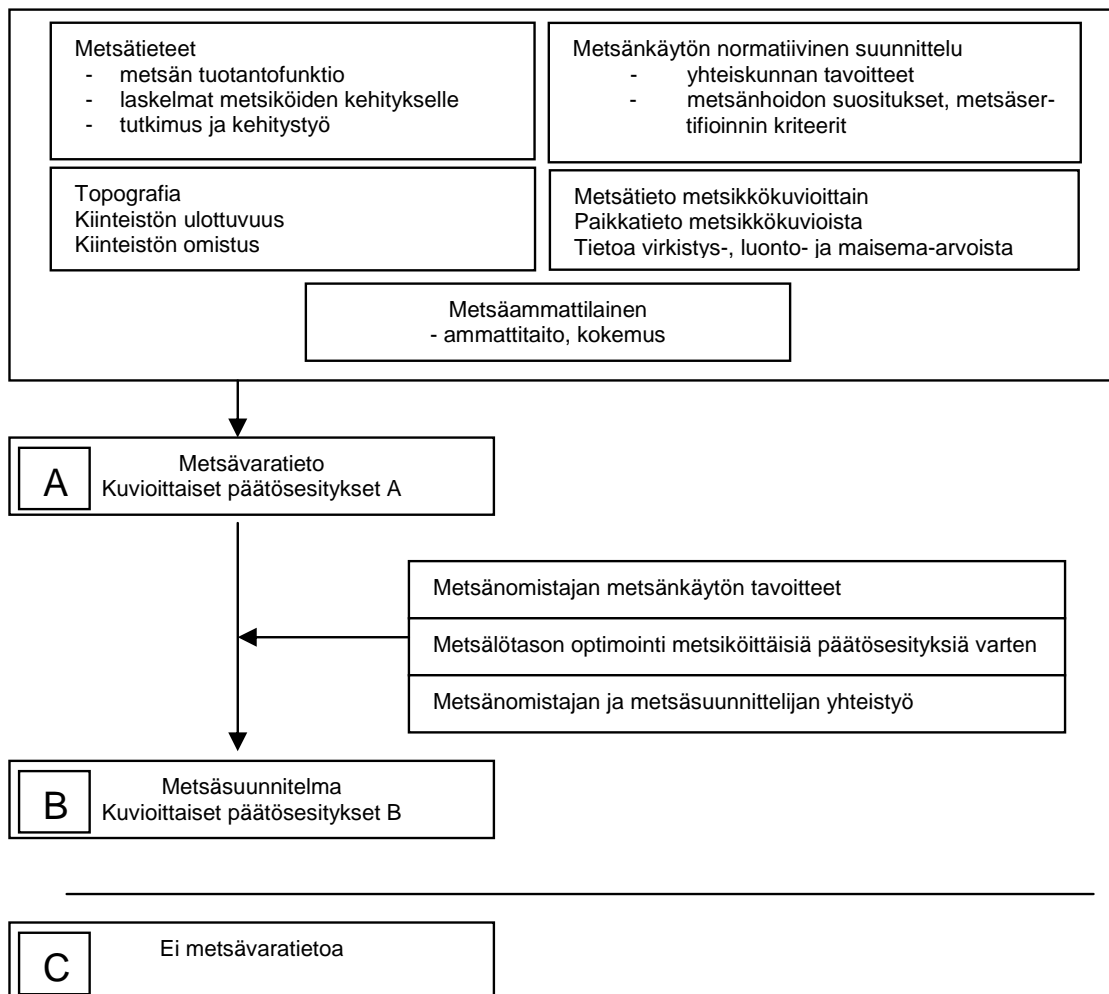 Metsätieteet
- metsän tuotantofunktio
- laskelmat metsiköiden kehitykselle
- tutkimus ja kehitystyö
Metsänkäytön normatiivinen suunnittelu
- yhteiskunnan tavoitteet
- metsänhoidon suositukset, metsäser-
tifioinnin kriteerit
Topografia
Kiinteistön ulottuvuus
Kiinteistön omistus
Metsätieto metsikkökuvioittain
Paikkatieto metsikkökuvioista
Tietoa virkistys-, luonto- ja maisema-arvoista
Metsäammattilainen
- ammattitaito, kokemus
A
Metsävaratieto
Kuvioittaiset päätösesitykset A
Metsänomistajan metsänkäytön tavoitteet
Metsälötason optimointi metsiköittäisiä päätösesityksiä varten
Metsänomistajan ja metsäsuunnittelijan yhteistyö
B
Metsäsuunnitelma
Kuvioittaiset päätösesitykset B
C
Ei metsävaratietoa